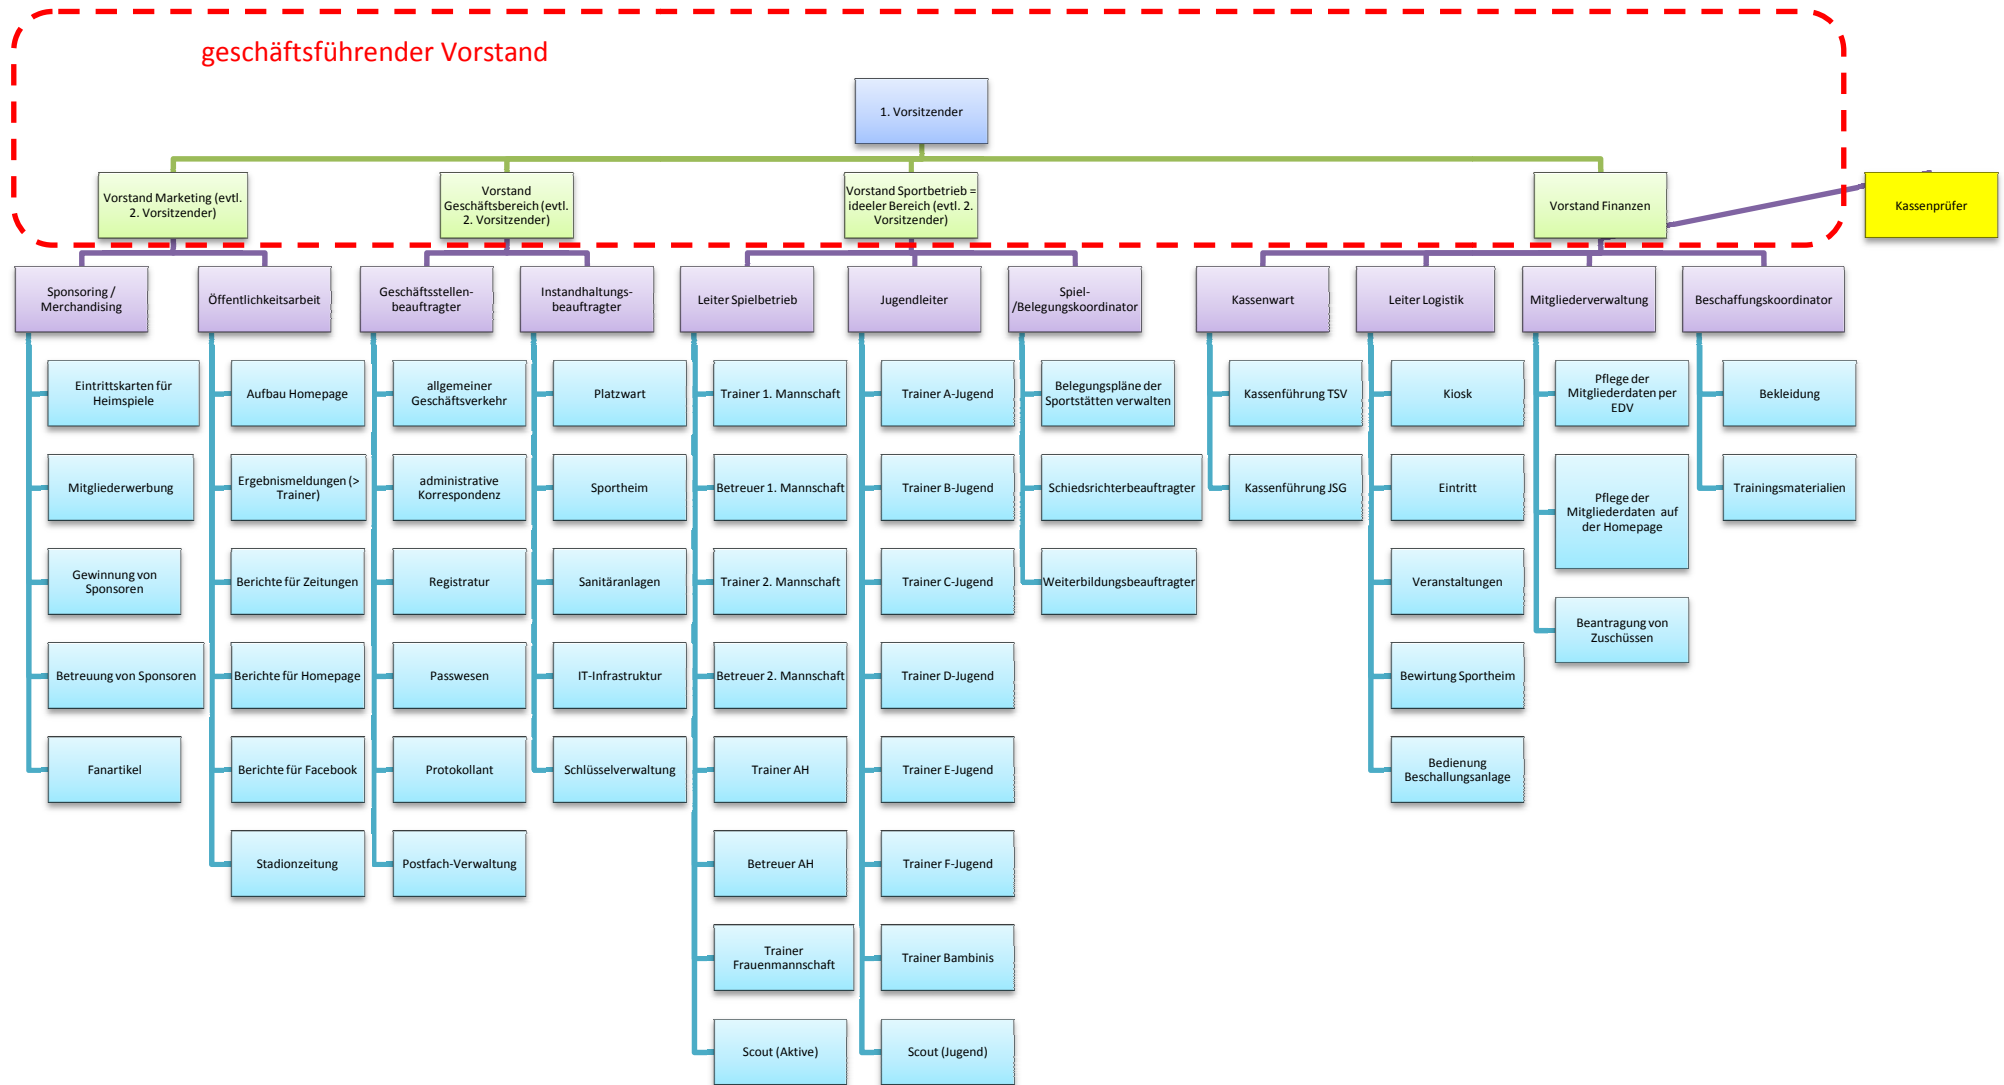 geschäftsführender Vorstand
1. Vorsitzender
Vorstand Marketing (evtl.
2. Vorsitzender)
Vorstand
Geschäftsbereich (evtl.
2. Vorsitzender)
Vorstand Sportbetrieb =
ideeler Bereich (evtl. 2.
Vorsitzender)
Vorstand Finanzen
Kassenprüfer
Sponsoring /
Merchandising
Öffentlichkeitsarbeit
Geschäftsstellen-
beauftragter
Instandhaltungs-
beauftragter
Leiter Spielbetrieb
Jugendleiter
Spiel-
/Belegungskoordinator
Kassenwart
Leiter Logistik
Mitgliederverwaltung
Beschaffungskoordinator
Eintrittskarten für
Heimspiele
Mitgliederwerbung
Gewinnung von
Sponsoren
Betreuung von Sponsoren
Fanartikel
Aufbau Homepage
Ergebnismeldungen (>
Trainer)
Berichte für Zeitungen
Berichte für Homepage
Berichte für Facebook
Stadionzeitung
allgemeiner
Geschäftsverkehr
administrative
Korrespondenz
Registratur
Passwesen
Protokollant
Postfach-Verwaltung
Platzwart
Sportheim
Sanitäranlagen
IT-Infrastruktur
Schlüsselverwaltung
Trainer 1. Mannschaft
Betreuer 1. Mannschaft
Trainer 2. Mannschaft
Betreuer 2. Mannschaft
Trainer AH
Betreuer AH
Trainer
Frauenmannschaft
Scout (Aktive)
Trainer A-Jugend
Trainer B-Jugend
Trainer C-Jugend
Trainer D-Jugend
Trainer E-Jugend
Trainer F-Jugend
Trainer Bambinis
Scout (Jugend)
Belegungspläne der
Sportstätten verwalten
Schiedsrichterbeauftragter
Weiterbildungsbeauftragter
Kassenführung TSV
Kassenführung JSG
Kiosk
Eintritt
Veranstaltungen
Bewirtung Sportheim
Bedienung
Beschallungsanlage
Pflege der
Mitgliederdaten per
EDV
Pflege der
Mitgliederdaten auf
der Homepage
Beantragung von
Zuschüssen
Bekleidung
Trainingsmaterialien